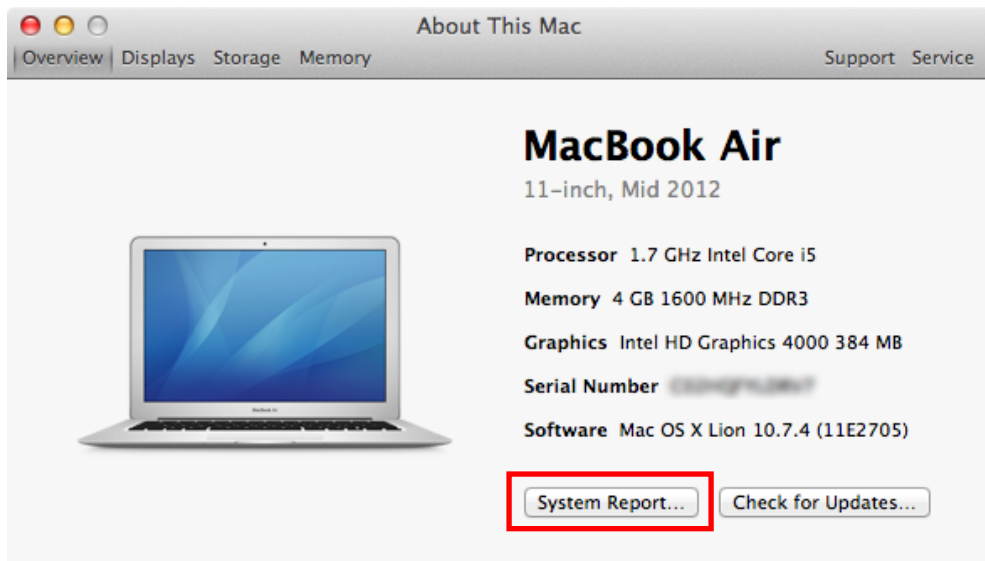 About This Mac
Overview Displays Storage Memory Support Service
MacBook Air
11-inch, Mid 2012
Processor 1.7 GHz Intel Core i5
Memory 4 GB 1600 MHz DDR3
Graphics Intel HD Graphics 4000 384 MB
Serial Number
Software Mac OS X Lion 10.7.4 (11E2705)
System Report... Check for Updates...